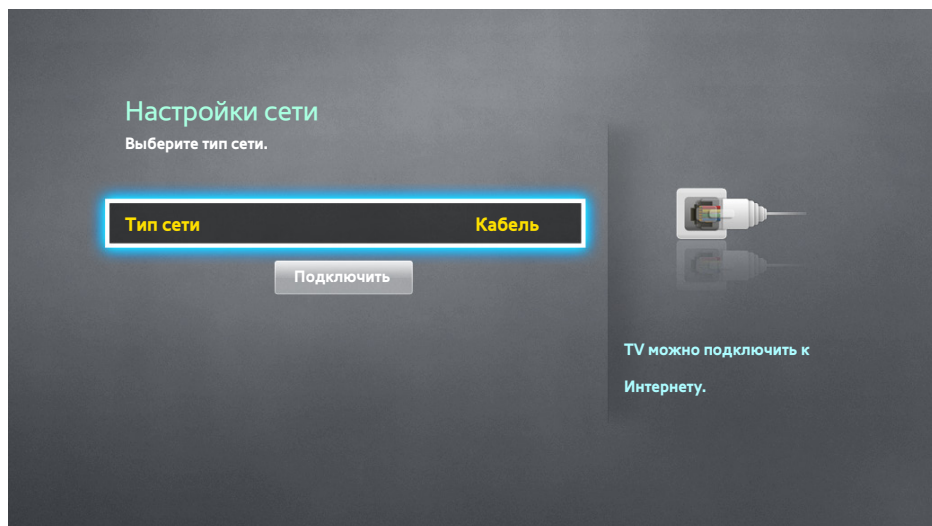 Настройки сети
Выберите тип сети.
Тип сети Кабель
Подключить
TV можно подключить к
Интернету.